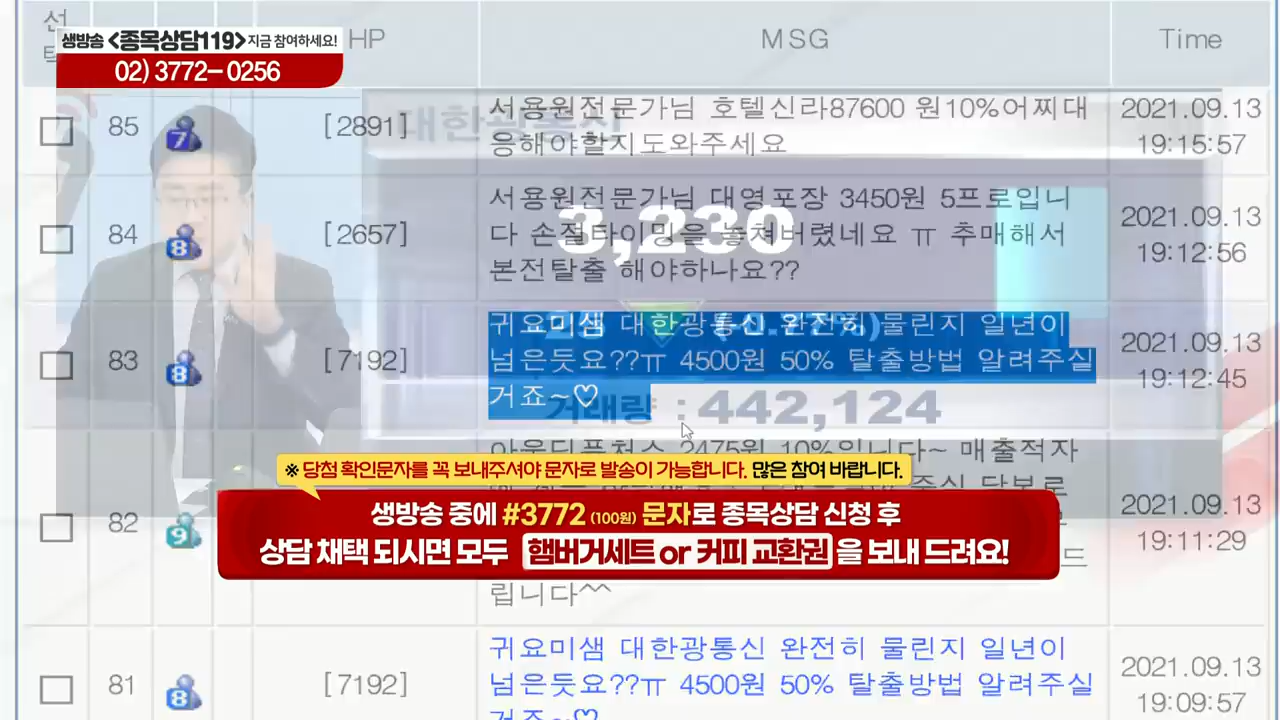 선
택
HP
MSG
Time
생방송 <종목상담119> 지금 참여하세요!
02) 3772-0256
85
7
[2891]
서용원전문가님 호텔신라87600 원10%어찌대
응해야할지도와주세요
2021.09.13
19:15:57
대한광통신
84
8
[2657]
서용원전문가님 대영포장 3450원 5프로입니
다 손절타이밍을 놓쳐버렸네요 ㅠ 추매해서
본전탈출 해야하나요??
2021.09.13
19:12:56
3,230
83
8
[7192]
귀요미샘 대한광통신 완전히 물린지 일년이
넘은듯요??ㅠ 4500원 50% 탈출방법 알려주실
거죠~♡
2021.09.13
19:12:45
거래량 : 442,124
82
9
2475원 10%입니다~ 매출적자
2021.09.13
19:11:29
립니다^^
※ 당첨 확인문자를 꼭 보내주셔야 문자로 발송이 가능합니다. 많은 참여 바랍니다.
생방송 중에 #3772 (100원) 문자로 종목상담 신청 후
상담 채택 되시면 모두 햄버거세트 or 커피 교환권 을 보내 드려요!
81
8
[7192]
귀요미샘 대한광통신 완전히 물린지 일년이
넘은듯요??ㅠ 4500원 50% 탈출방법 알려주실
거죠~♡
2021.09.13
19:09:57